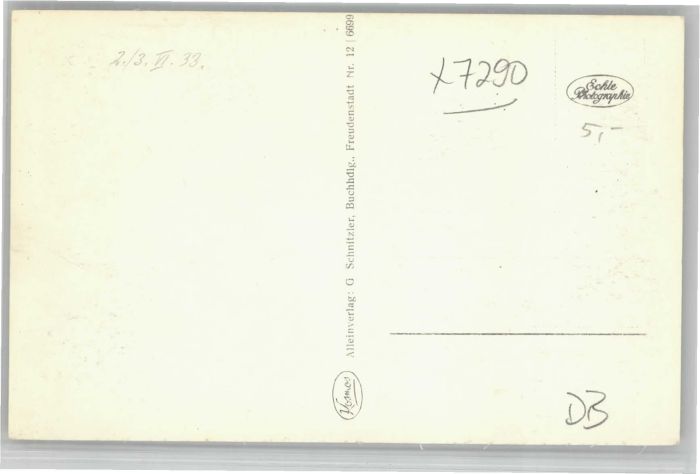 2./3. VI. 33.
Alleinverlag: G Schnitzler, Buchhdlg., Freudenstadt Nr. 12 | 6699
Kosmos
x7290
Echte
Photographie
5,-
DB